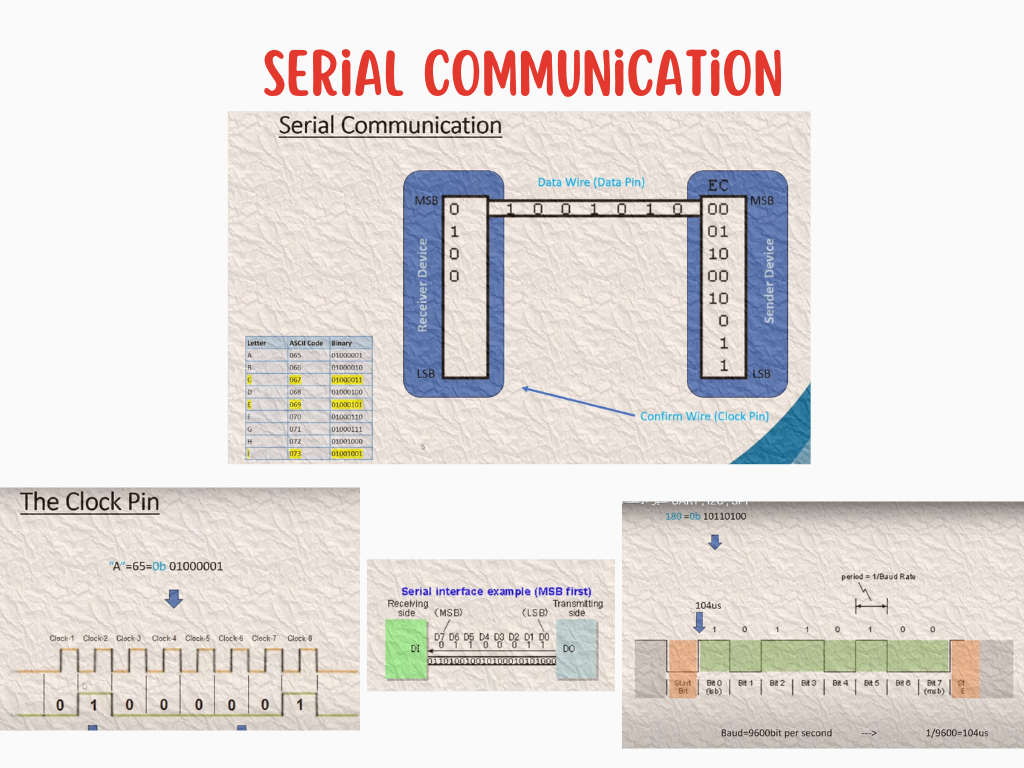 SERiAL COMMUNiCATiON
Serial Communication
Data Wire (Data Pin)
EC
MSB
MSB
0 1 0 0 1 0 1 0 00
1 01
0 10
0 00
10
0
1
1
Receiver Device
Sender Device
LSB
LSB
Confirm Wire (Clock Pin)
Letter ASCII Code Binary
A 065 01000001
B 066 01000010
C 067 01000011
D 068 01000100
E 069 01000101
F 070 01000110
G 071 01000111
H 072 01001000
I 073 01001001
5
The Clock Pin
"A"=65=0b 01000001
Clock-1 Clock-2 Clock-3 Clock-4 Clock-5 Clock-6 Clock-7 Clock-8
0 1 0 0 0 0 0 1
Serial interface example (MSB first)
Receiving side
Transmitting side
(MSB) (LSB)
D7 D6 D5 D4 D3 D2 D1 D0
0 1 1 0 1 0 1 0
DI
DO
UART , I2C , SPI
180 =0b 10110100
period = 1/Baud Rate
104us
1 0 1 1 0 1 0 0
Start Bit
Bit 0 (lsb)
Bit 1
Bit 2
Bit 3
Bit 4
Bit 5
Bit 6
Bit 7 (msb)
Baud=9600bit per second ---> 1/9600=104us